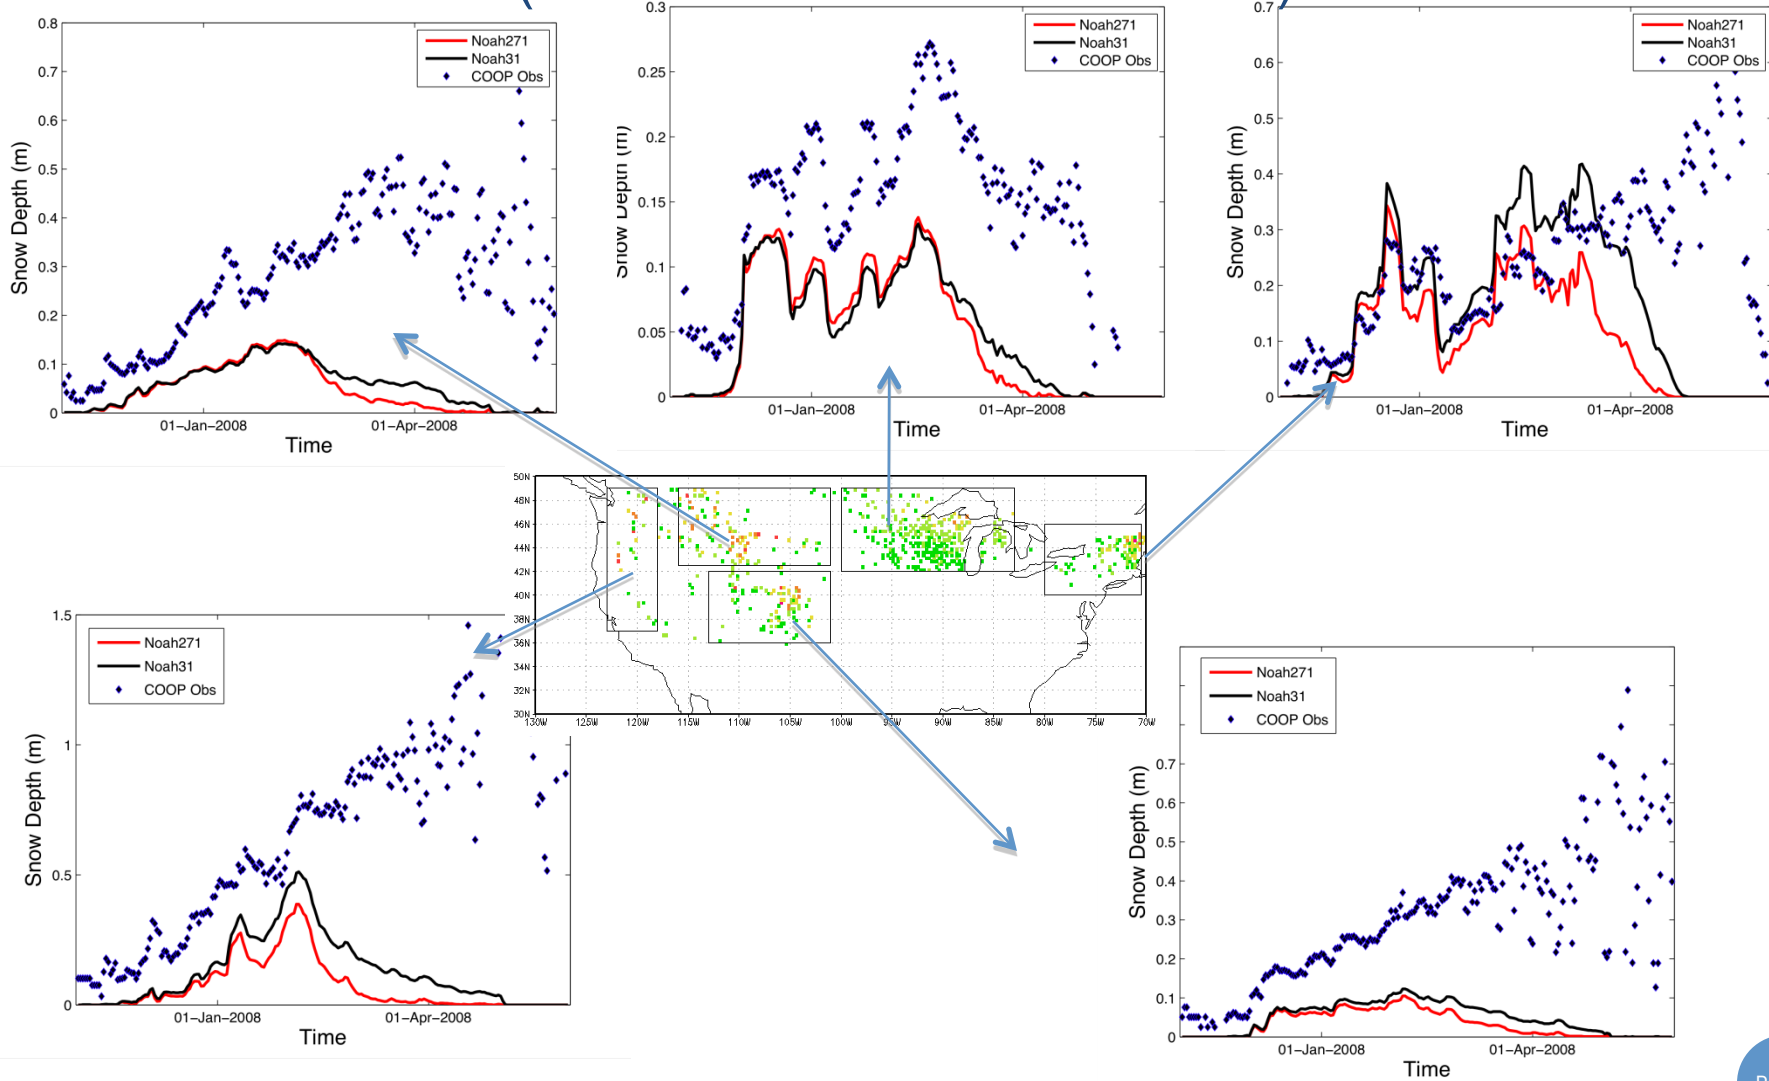 0.8
0.7
0.6
0.5
0.4
0.3
0.2
0.1
0
Snow Depth (m)
Noah271
Noah31
COOP Obs
01-Jan-2008
01-Apr-2008
Time
0.3
0.25
0.2
0.15
0.1
0.05
0
Snow Depth (m)
Noah271
Noah31
COOP Obs
01-Jan-2008
01-Apr-2008
Time
0.7
0.6
0.5
0.4
0.3
0.2
0.1
0
Snow Depth (m)
Noah271
Noah31
COOP Obs
01-Jan-2008
01-Apr-2008
Time
50N
48N
46N
44N
42N
40N
38N
36N
34N
32N
30N
130W
125W
120W
115W
110W
105W
100W
95W
90W
85W
80W
75W
70W
1.5
1
0.5
0
Snow Depth (m)
Noah271
Noah31
COOP Obs
01-Jan-2008
01-Apr-2008
Time
0.7
0.6
0.5
0.4
0.3
0.2
0.1
0
Snow Depth (m)
Noah271
Noah31
COOP Obs
01-Jan-2008
01-Apr-2008
Time